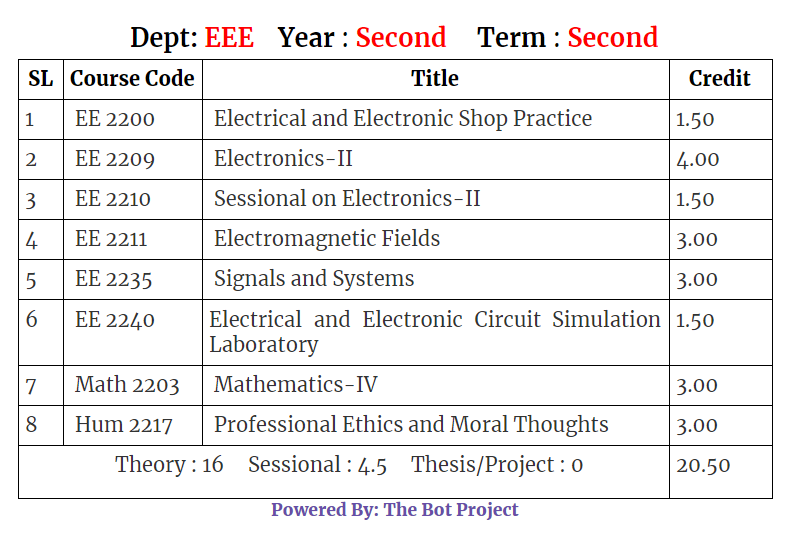 Dept: EEE Year : Second Term : Second
SL Course Code Title Credit
1 EE 2200 Electrical and Electronic Shop Practice 1.50
2 EE 2209 Electronics-II 4.00
3 EE 2210 Sessional on Electronics-II 1.50
4 EE 2211 Electromagnetic Fields 3.00
5 EE 2235 Signals and Systems 3.00
6 EE 2240 Electrical and Electronic Circuit Simulation 1.50
Laboratory
7 Math 2203 Mathematics-IV 3.00
8 Hum 2217 Professional Ethics and Moral Thoughts 3.00
Theory : 16 Sessional : 4.5 Thesis/Project : 0 20.50
Powered By: The Bot Project